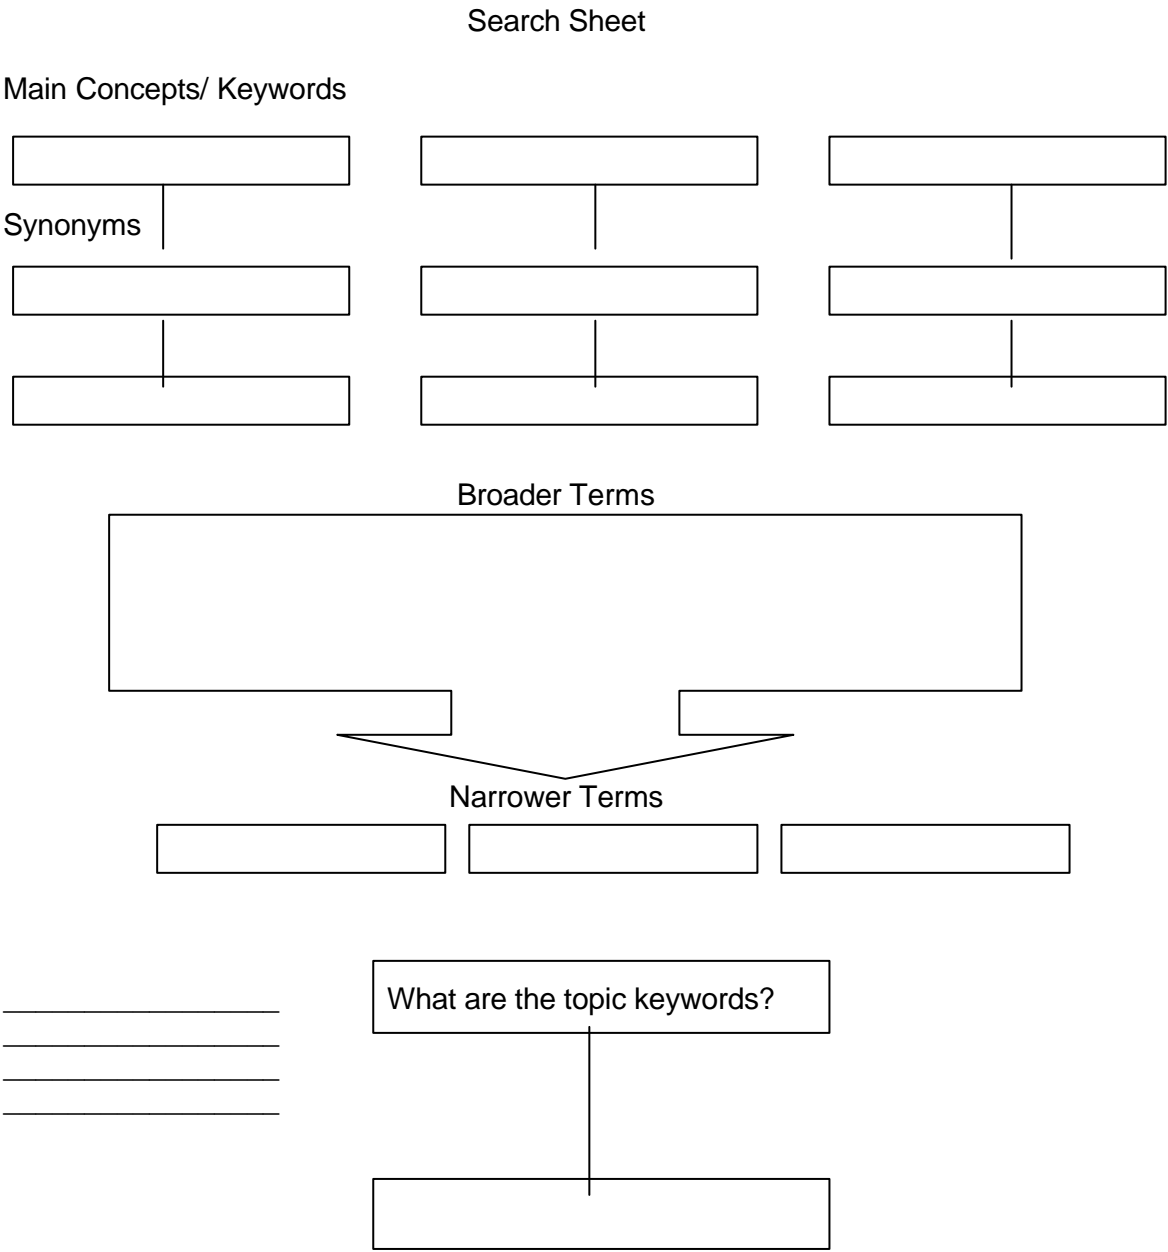 Search Sheet
Main Concepts/ Keywords
Synonyms
Broader Terms
Narrower Terms
What are the topic keywords?